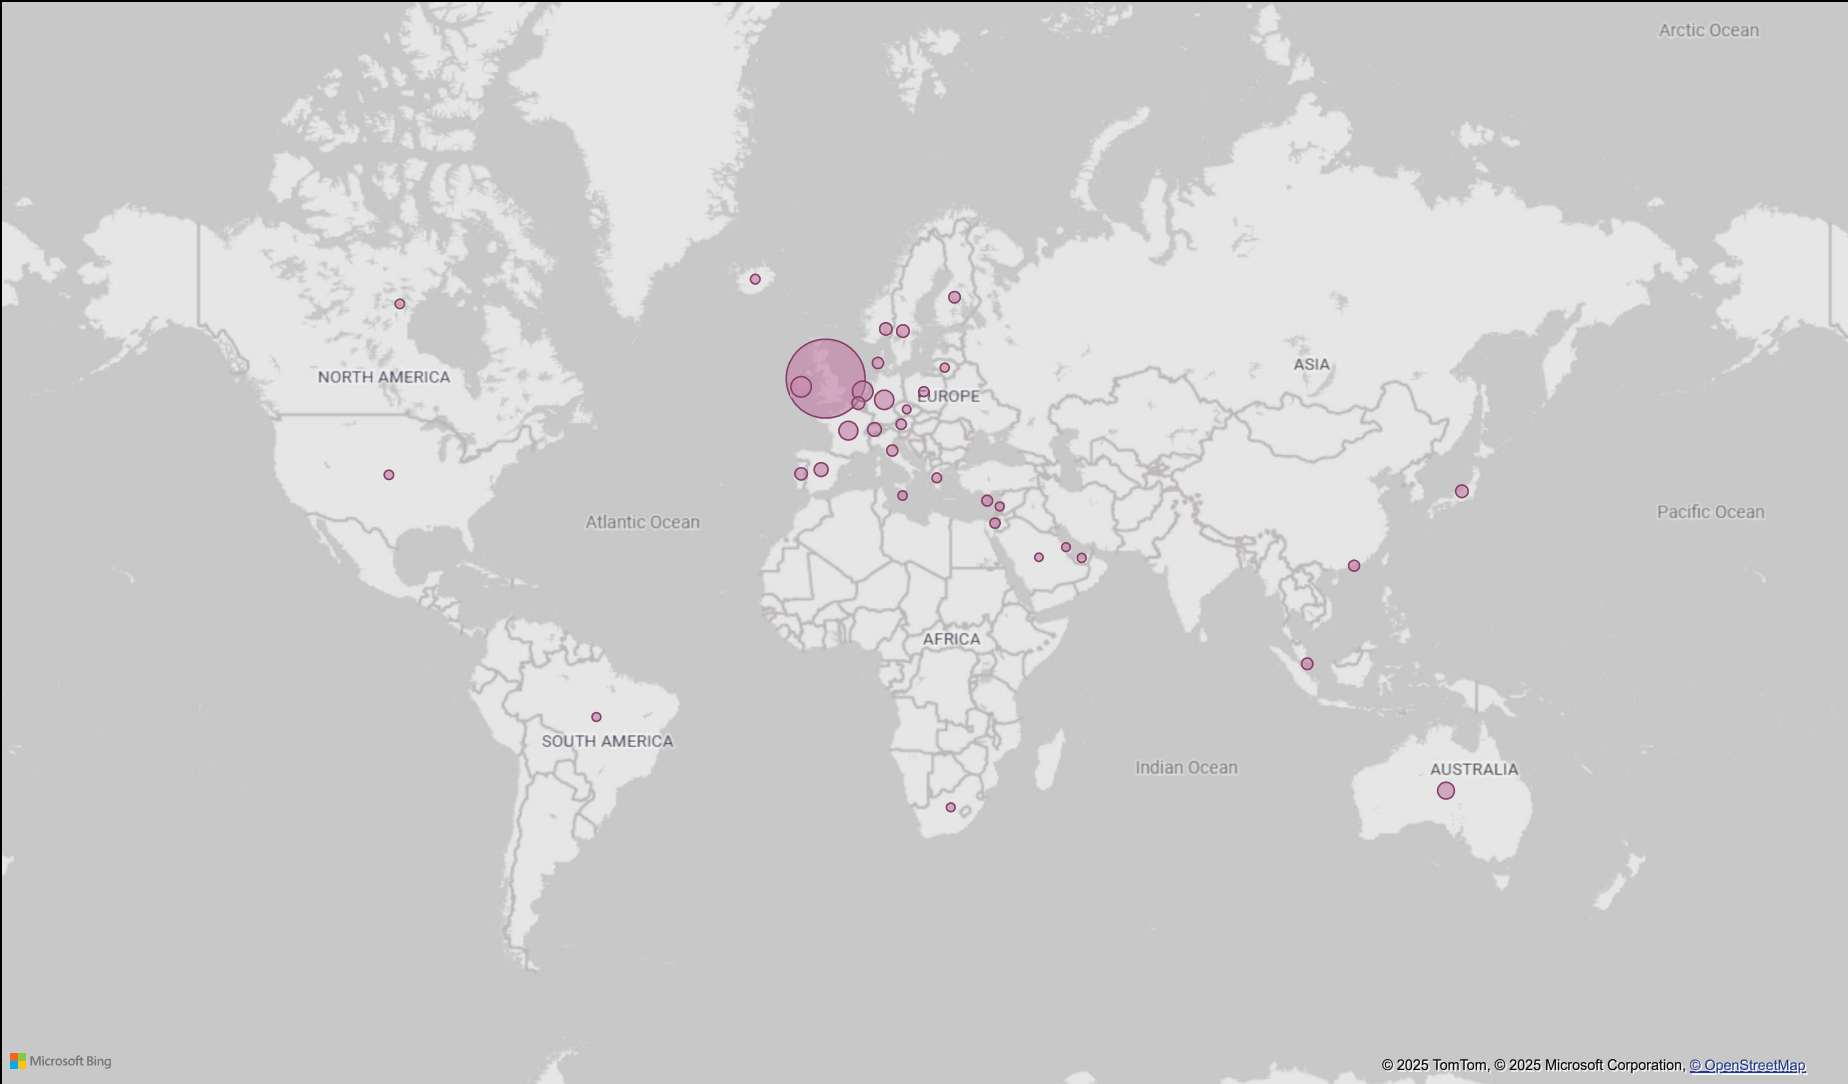 Arctic Ocean
ASIA
NORTH AMERICA
EUROPE
Atlantic Ocean
Pacific Ocean
AFRICA
SOUTH AMERICA
Indian Ocean
AUSTRALIA
Microsoft Bing
© 2025 TomTom, © 2025 Microsoft Corporation, © OpenStreetMap